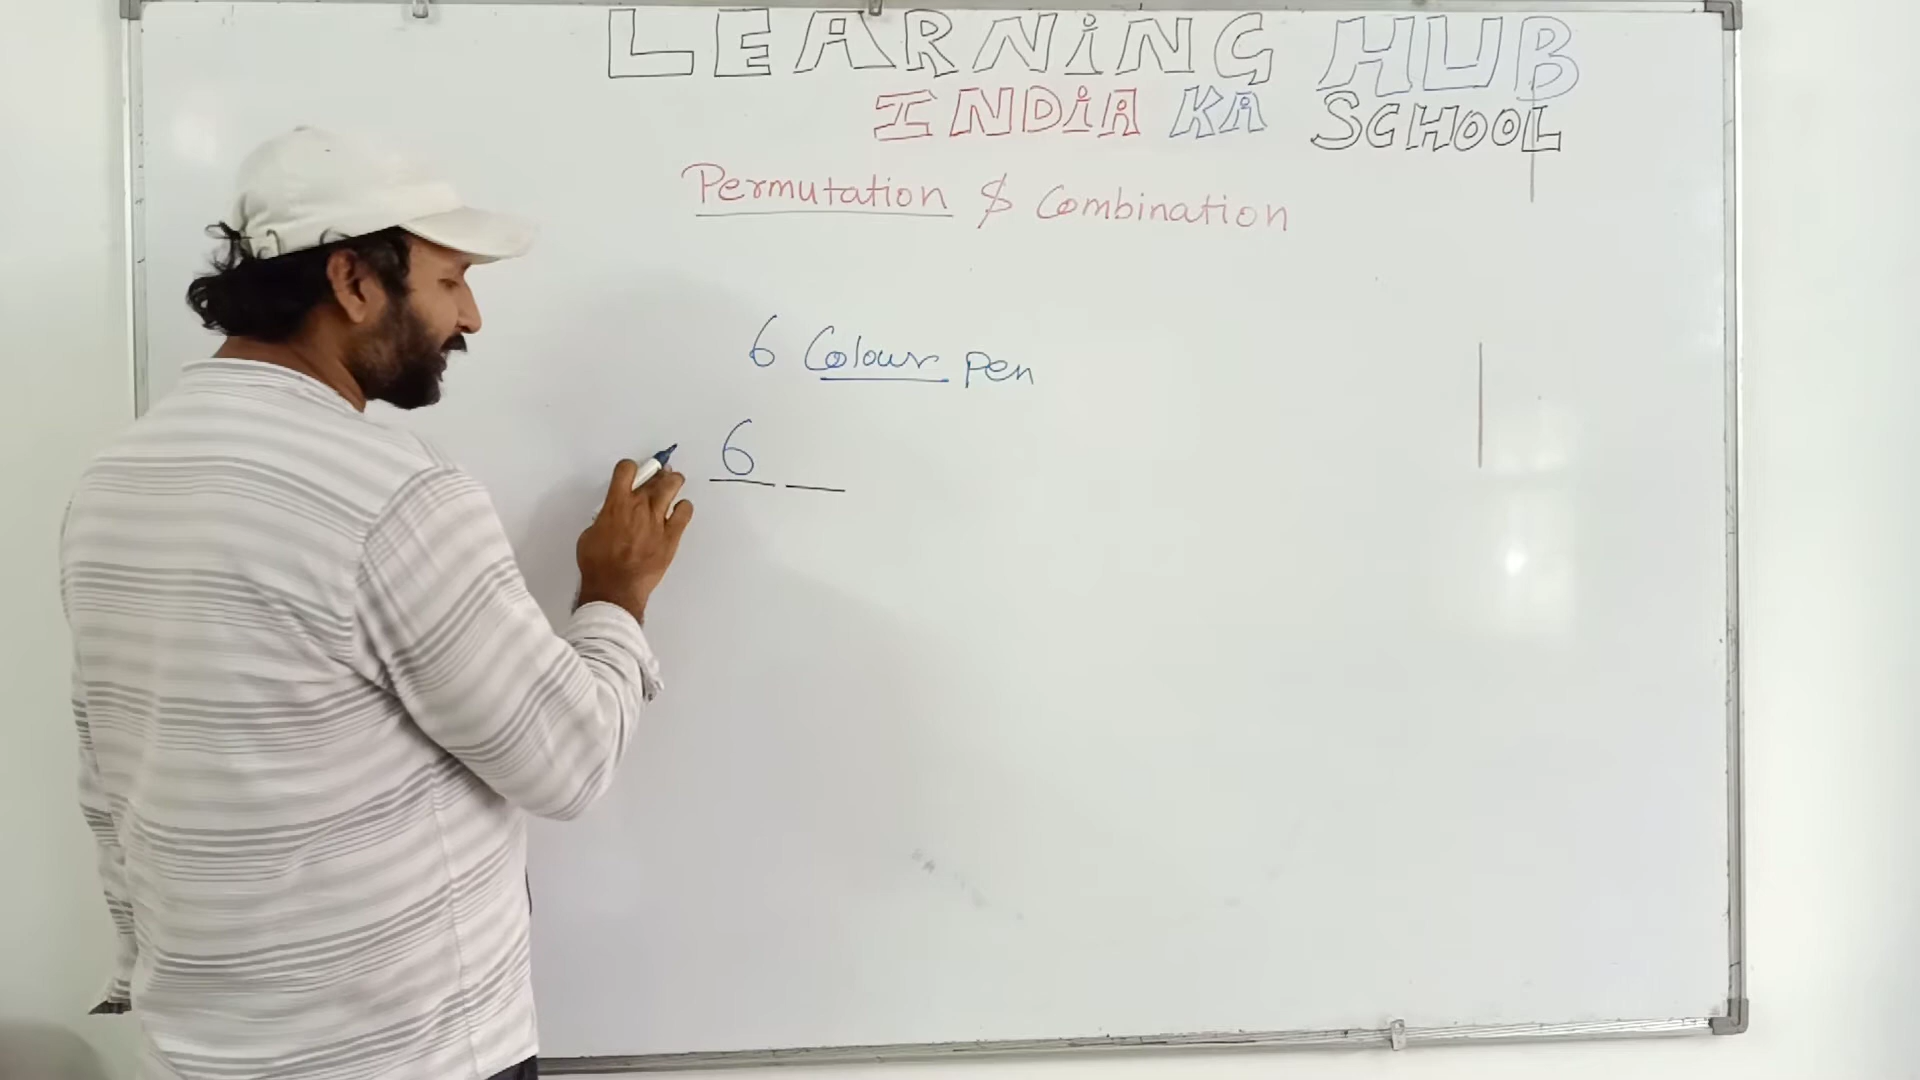 LEARNiNG HUB
INDiA KA SCHOOL
Permutation & Combination
6 Colour pen
6